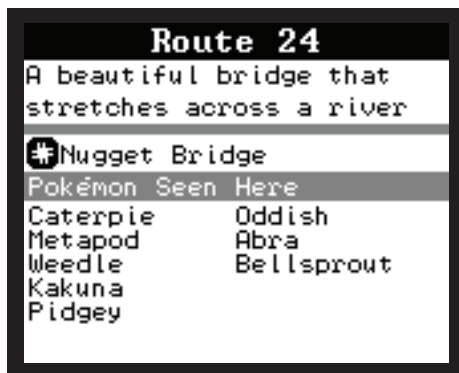 Route 24
A beautiful bridge that
stretches across a river
#Nugget Bridge
Pokémon Seen Here
Caterpie Oddish
Metapod Abra
Weedle Bellsprout
Kakuna
Pidgey